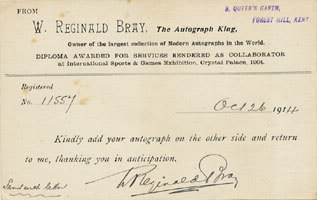 FROM
8, QUEEN'S GARTH,
FOREST HILL, KENT
W. REGINALD BRAY, The Autograph King,
Owner of the largest collection of Modern Autographs in the World.
DIPLOMA AWARDED FOR SERVICES RENDERED AS COLLABORATOR
at International Sports & Games Exhibition, Crystal Palace, 1904.
Registered
No. 11557
Oct 26 1914
Kindly add your autograph on the other side and return
to me, thanking you in anticipation.
W Reginald Bray